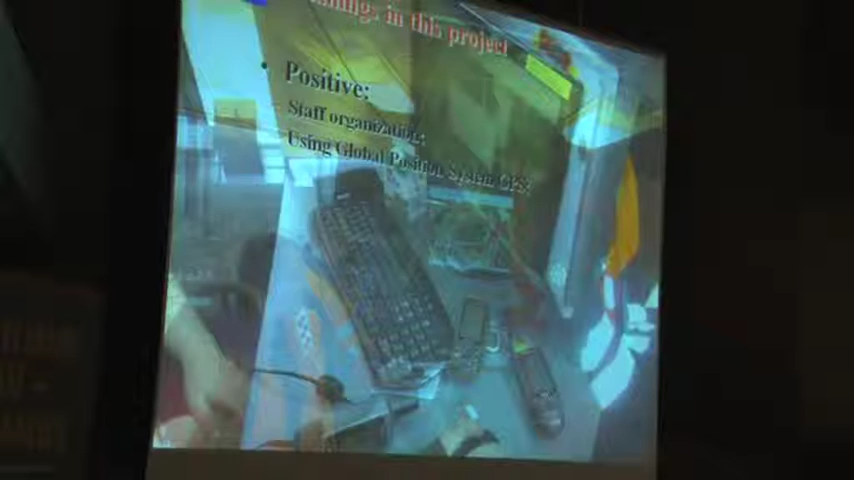 in this project
• Positive:
Staff organization;
Using Global Position System GPS;